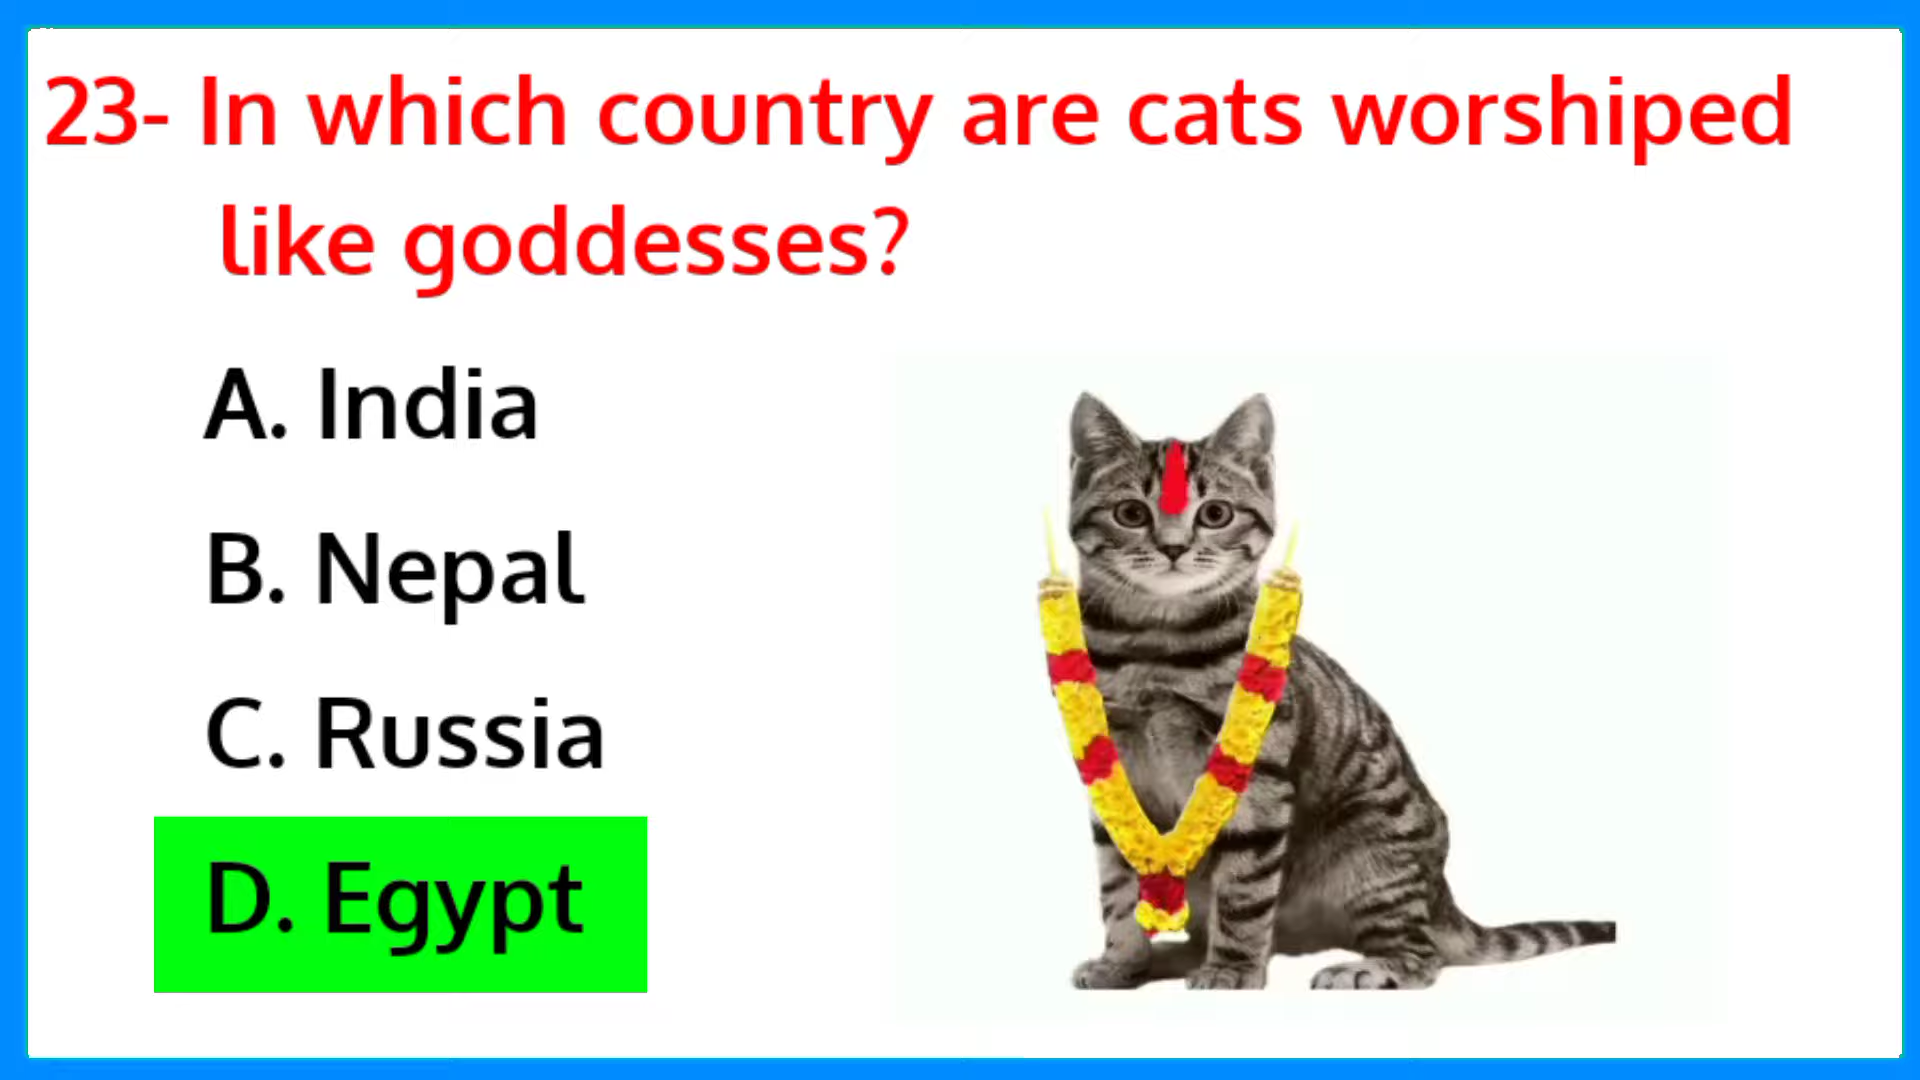 23- In which country are cats worshiped
like goddesses?
A. India
B. Nepal
C. Russia
D. Egypt